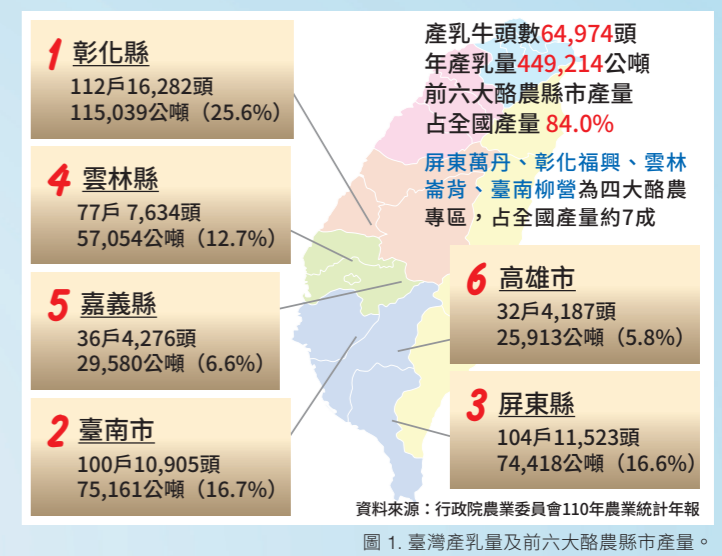 1 彰化縣
112戶16,282頭
115,039公噸（25.6%）
4 雲林縣
77戶 7,634頭
57,054公噸（12.7%）
5 嘉義縣
36戶4,276頭
29,580公噸（6.6%）
2 臺南市
100戶10,905頭
75,161公噸（16.7%）
產乳牛頭數64,974頭
年產乳量449,214公噸
前六大酪農縣市產量
占全國產量 84.0%
屏東萬丹、彰化福興、雲林
崙背、臺南柳營為四大酪農
專區，占全國產量約7成
6 高雄市
32戶4,187頭
25,913公噸（5.8%）
3 屏東縣
104戶11,523頭
74,418公噸（16.6%）
資料來源：行政院農業委員會110年農業統計年報
圖 1. 臺灣產乳量及前六大酪農縣市產量。